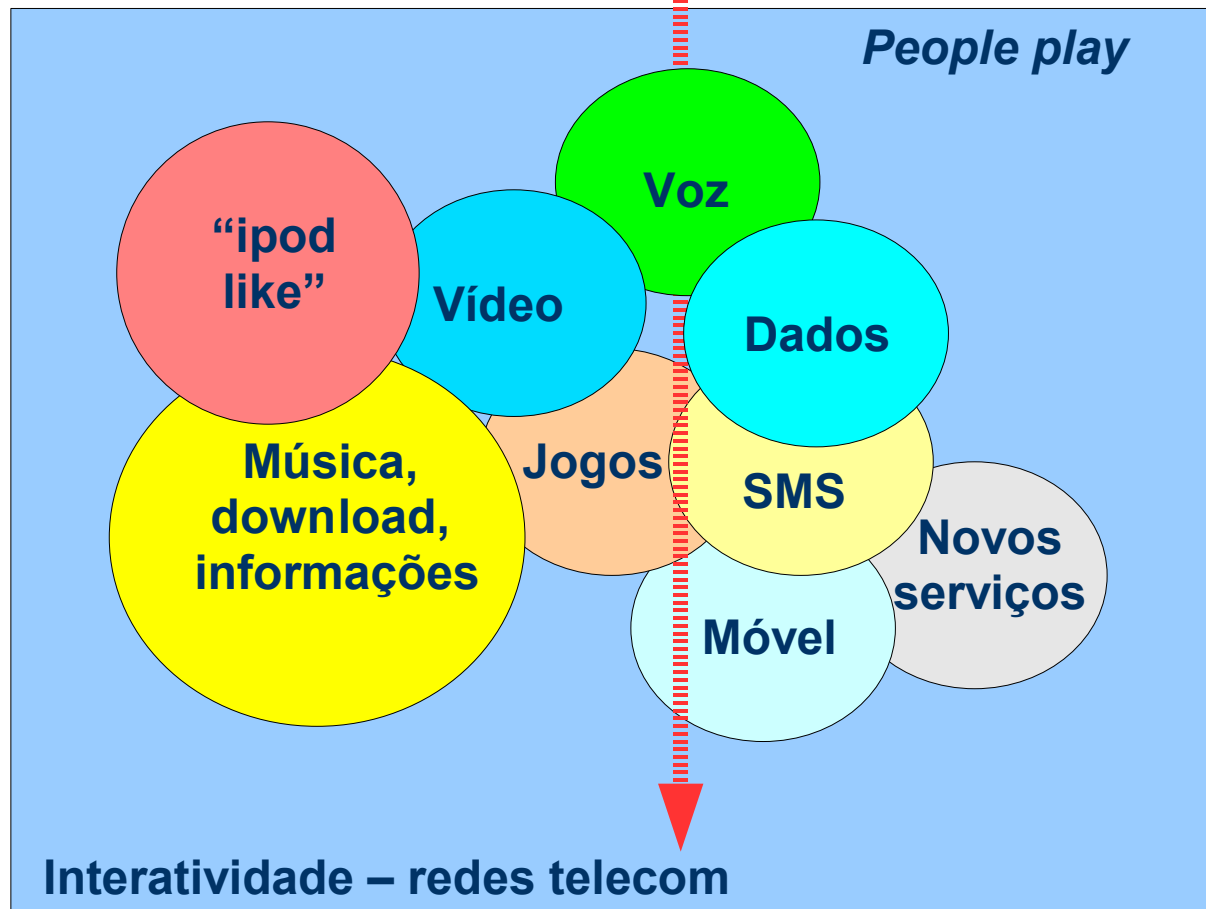 People play
Voz
“ipod
like”
Vídeo
Dados
Música,
download,
informações
Jogos
SMS
Novos
serviços
Móvel
Interatividade – redes telecom